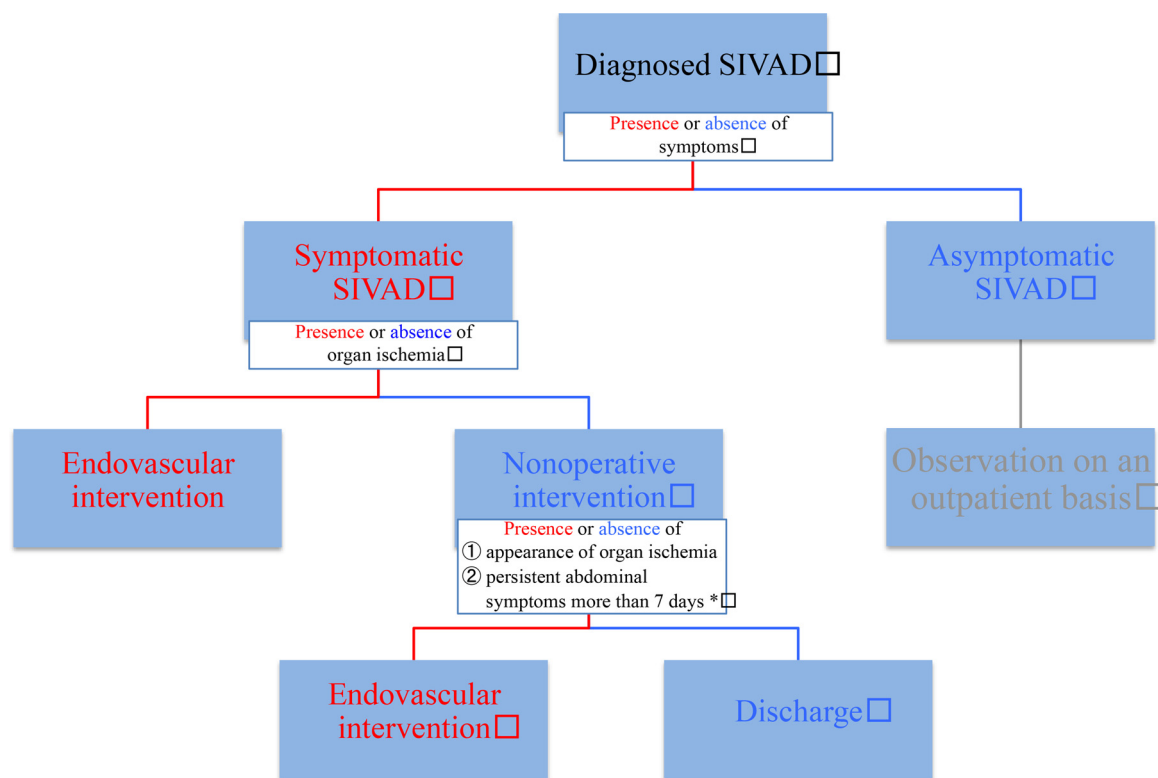 Diagnosed SIVAD□
Presence or absence of
symptoms□
Symptomatic
SIVAD□
Asymptomatic
SIVAD□
Presence or absence of
organ ischemia□
Endovascular
intervention
Nonoperative
intervention□
Observation on an
outpatient basis□
Presence or absence of
① appearance of organ ischemia
② persistent abdominal
symptoms more than 7 days *□
Endovascular
intervention□
Discharge□